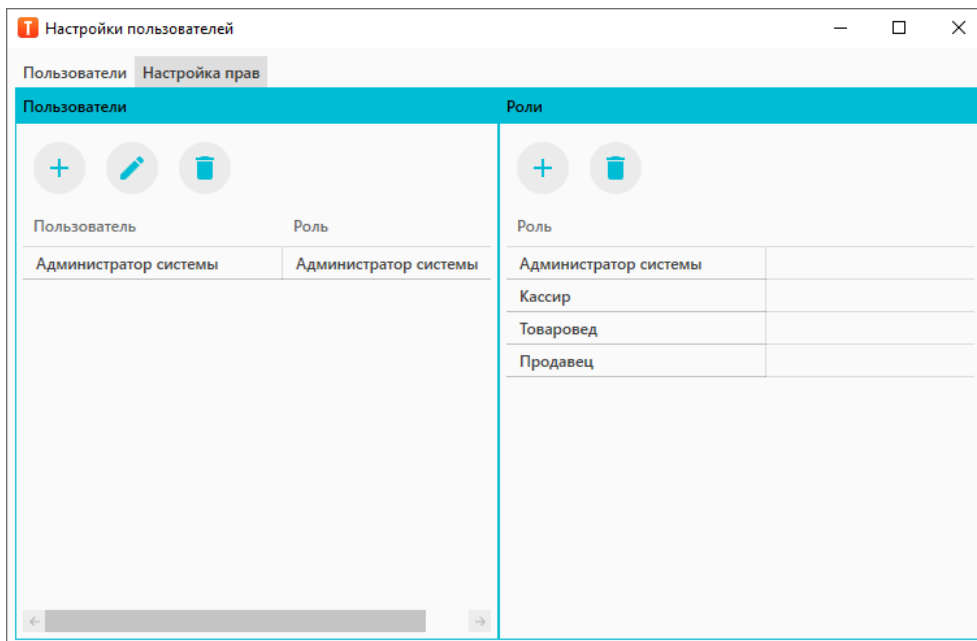 T Настройки пользователей
Пользователи Настройка прав
Пользователи
Роли
Пользователь Роль
Администратор системы Администратор системы
Роль
Администратор системы
Кассир
Товаровед
Продавец